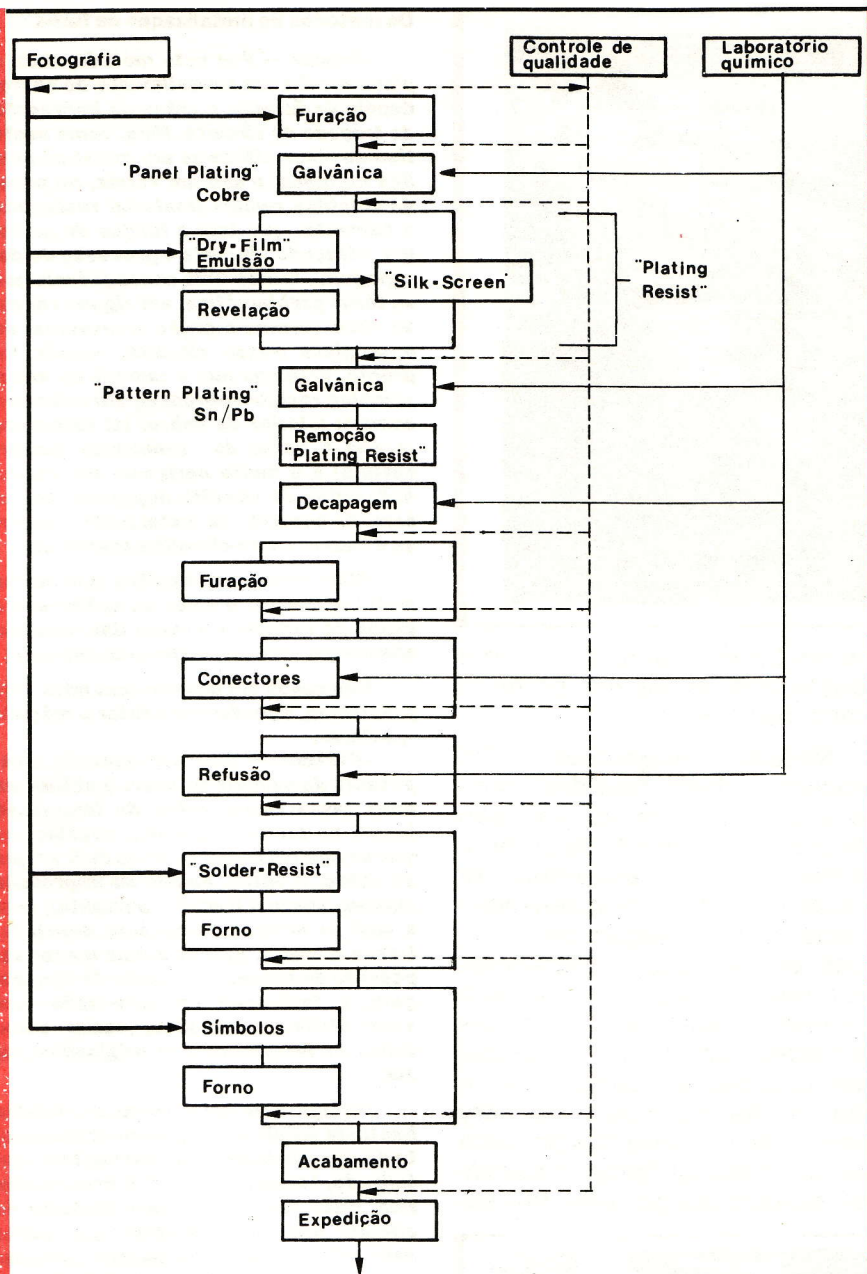 Fotografia
Controle de
qualidade
Laboratório
químico
Furação
"Panel Plating"
Cobre
Galvânica
"Dry-Film"
Emulsão
"Silk-Screen"
Revelação
"Plating
Resist"
"Pattern Plating"
Sn/Pb
Galvânica
Remoção
"Plating Resist"
Decapagem
Furação
Conectores
Refusão
"Solder-Resist"
Forno
Símbolos
Forno
Acabamento
Expedição